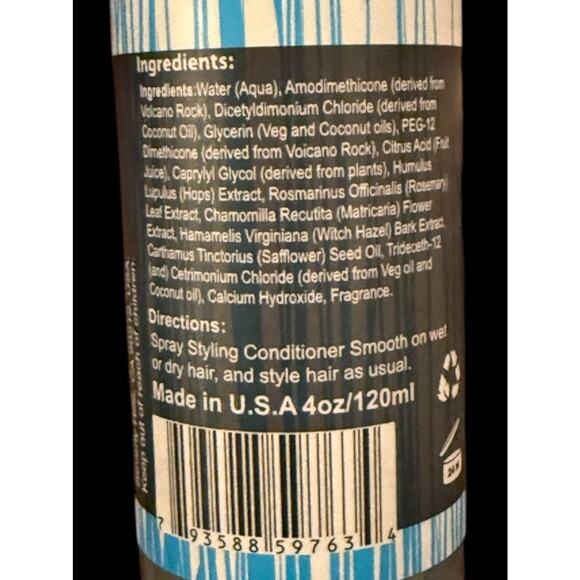 Ingredients:
Ingredients:Water (Aqua), Amodimethicone (derived from
Volcano Rock), Dicetyldimonium Chloride (derived from
Coconut Oil), Glycerin (Veg and Coconut oils), PEG-12
Dimethicone (derived from Voicano Rock), Citrus Acid (Fruit
Juice), Caprylyl Glycol (derived from plants), Humulus
Lupulus (Hops) Extract, Rosmarinus Officinalis (Rosemary)
Leaf Extract, Chamomilla Recutita (Matricaria) Flower
Extract, Hamamelis Virginiana (Witch Hazel) Bark Extract,
Carthamus Tinctorius (Safflower) Seed Oil, Trideceth-12
(and) Cetrimonium Chloride (derived from Veg oil and
Coconut oil), Calcium Hydroxide, Fragrance.
Directions:
Spray Styling Conditioner Smooth on wet
or dry hair, and style hair as usual.
Made in U.S.A 4oz/120ml
24 M
7 93588 59763 4
Keep out of reach of children.